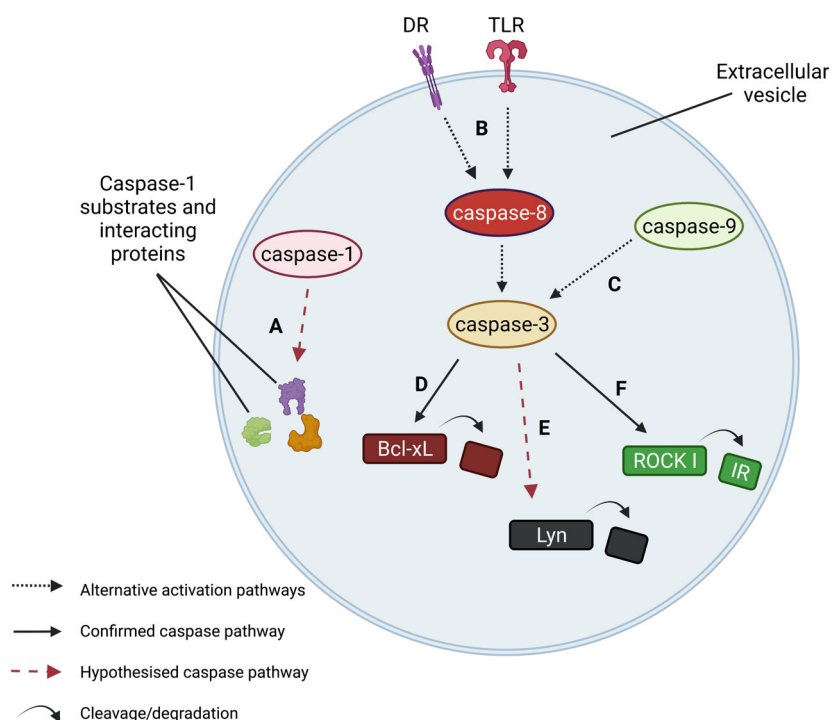 DR
TLR
Extracellular
vesicle
B
Caspase-1
substrates and
interacting
proteins
caspase-8
caspase-9
caspase-1
C
A
caspase-3
D
F
E
Bcl-xL
ROCK I
IR
Lyn
Alternative activation pathways
Confirmed caspase pathway
Hypothesised caspase pathway
Cleavage/degradation